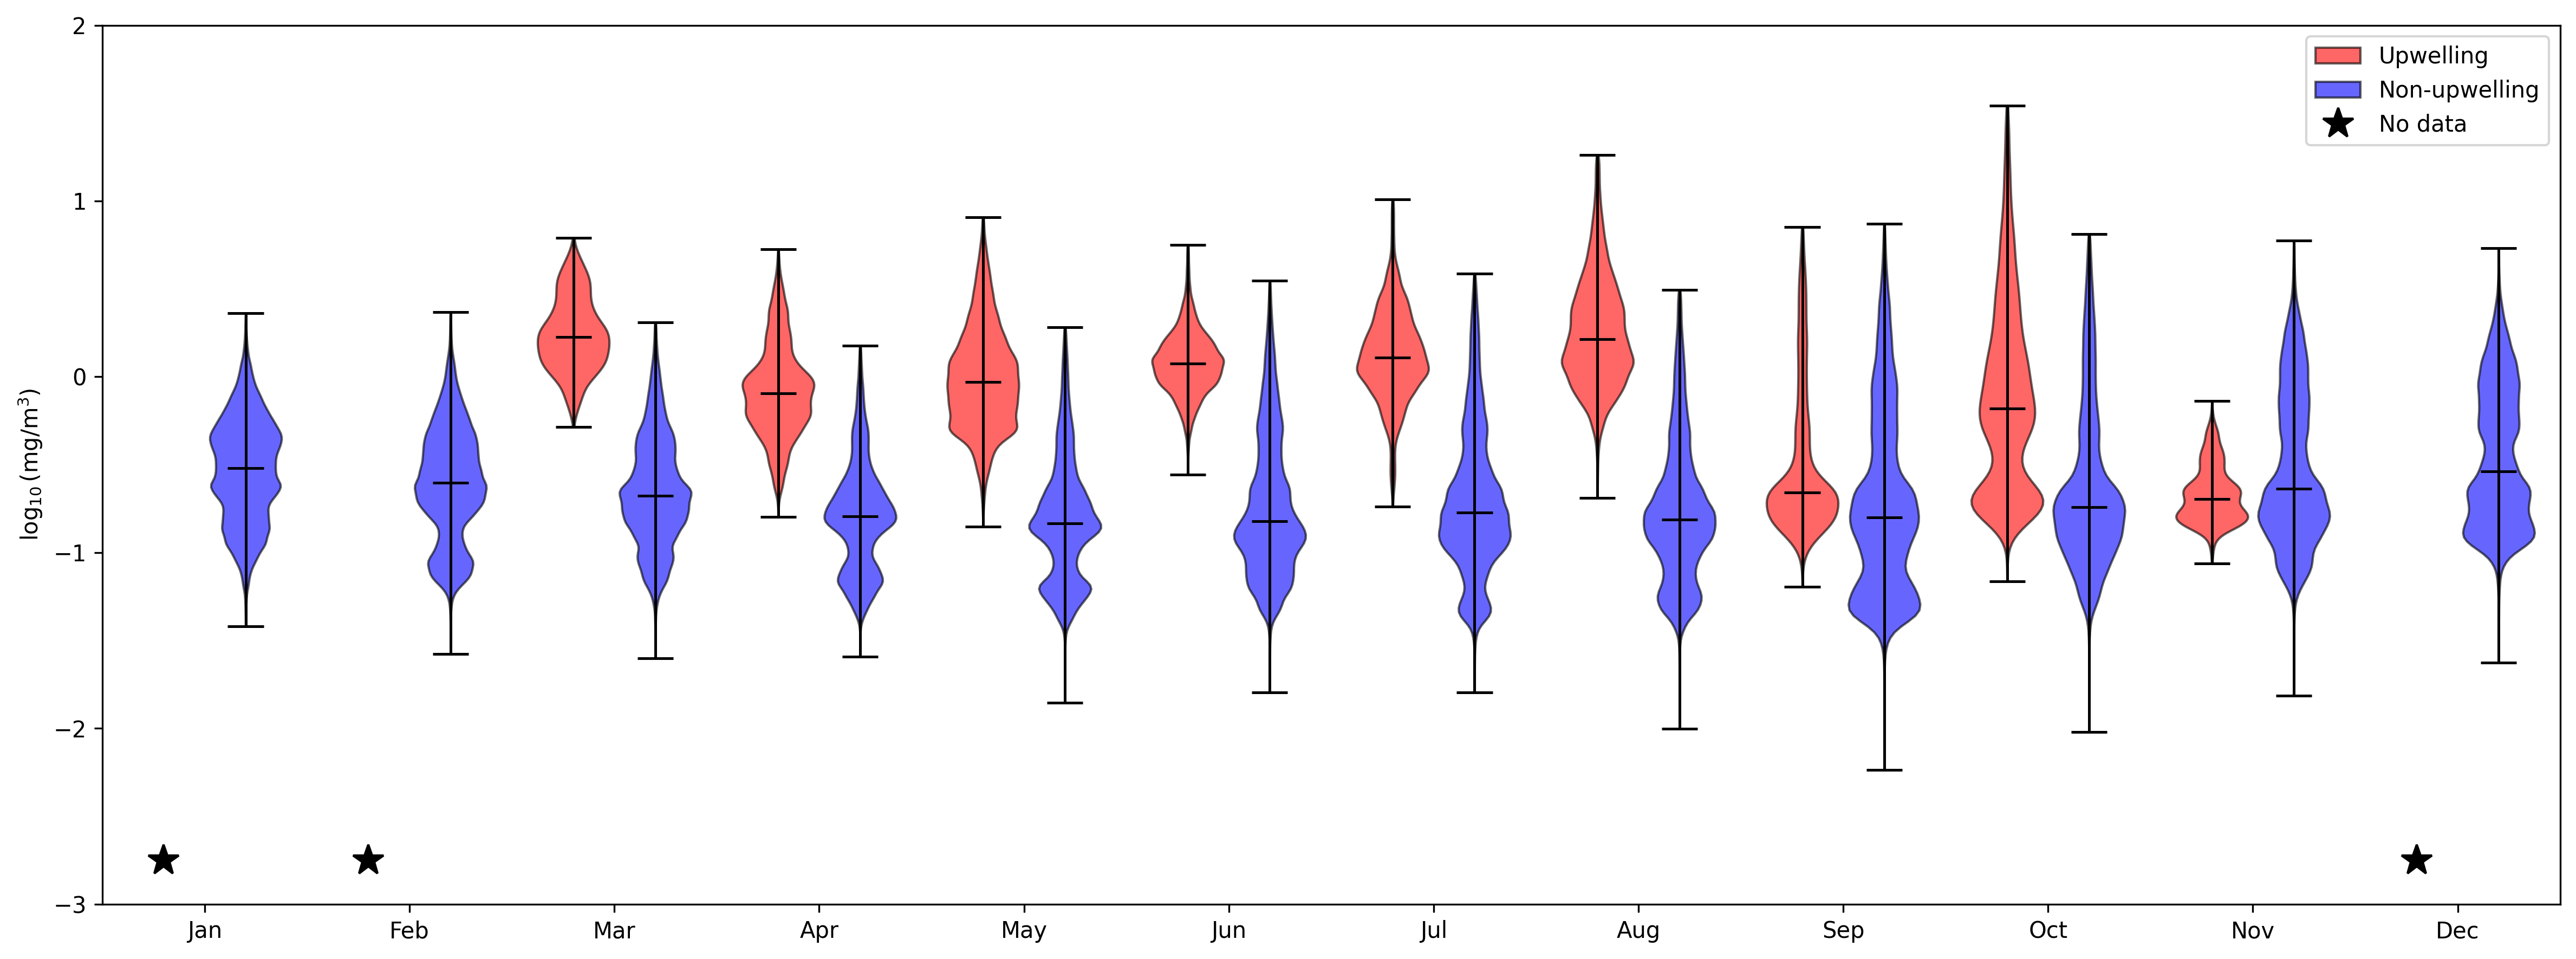 2
1
0
−1
−2
−3
log₁₀ (mg/m³)
Upwelling
Non-upwelling
No data
Jan Feb Mar Apr May Jun Jul Aug Sep Oct Nov Dec